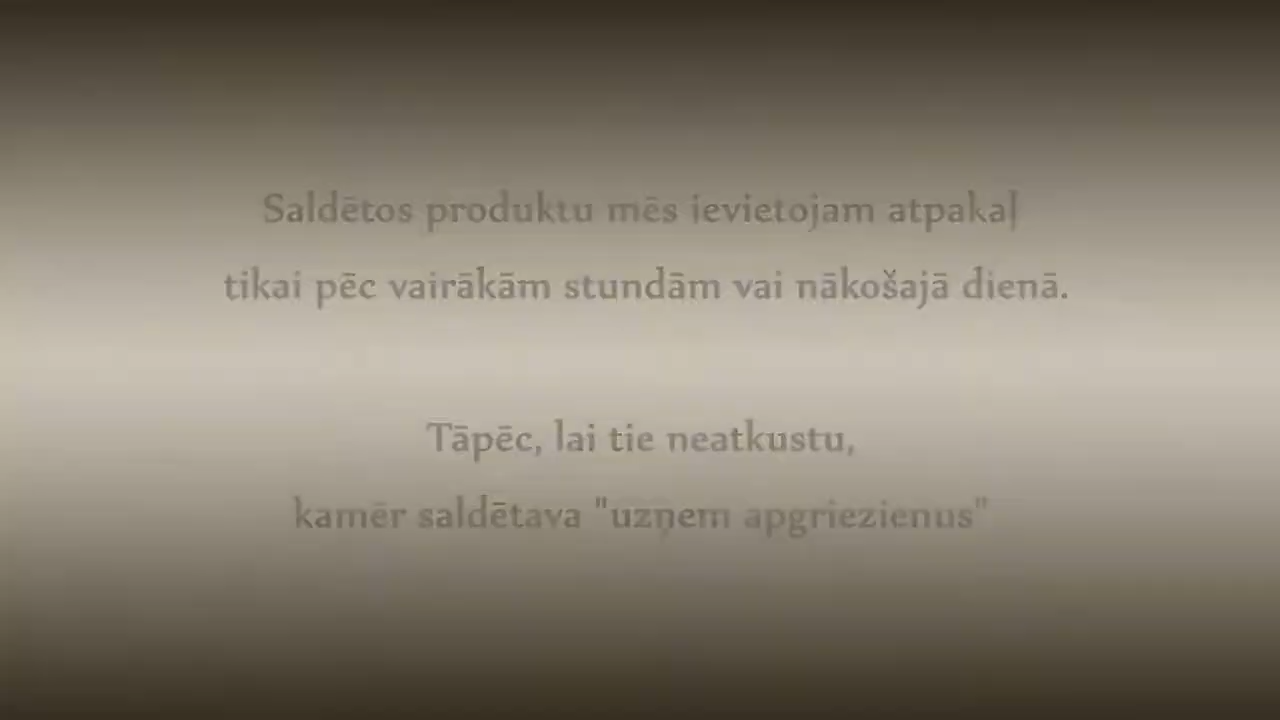 Saldētos produktu mēs ievietojam atpakaļ
tikai pēc vairākām stundām vai nākošajā dienā.
Tāpēc, lai tie neatkustu,
kamēr saldētava "uzņem apgriezienus"